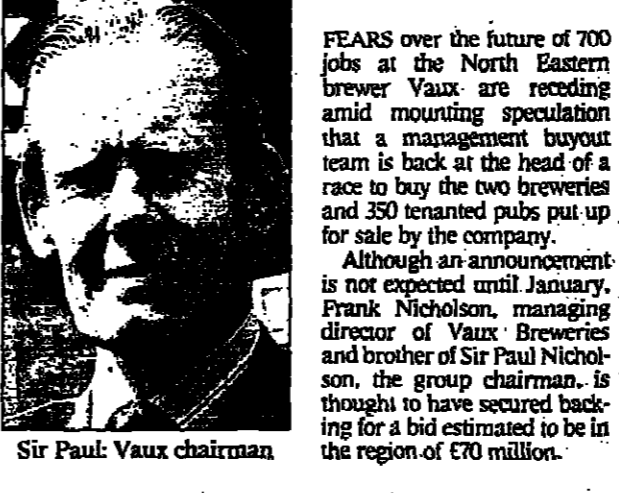 Sir Paul: Vaux chairman
FEARS over the future of 700
jobs at the North Eastern
brewer Vaux are receding
amid mounting speculation
that a management buyout
team is back at the head of a
race to buy the two breweries
and 350 tenanted pubs put up
for sale by the company.
Although an announcement
is not expected until January,
Frank Nicholson, managing
director of Vaux Breweries
and brother of Sir Paul Nichol-
son, the group chairman, is
thought to have secured back-
ing for a bid estimated to be in
the region of £70 million.